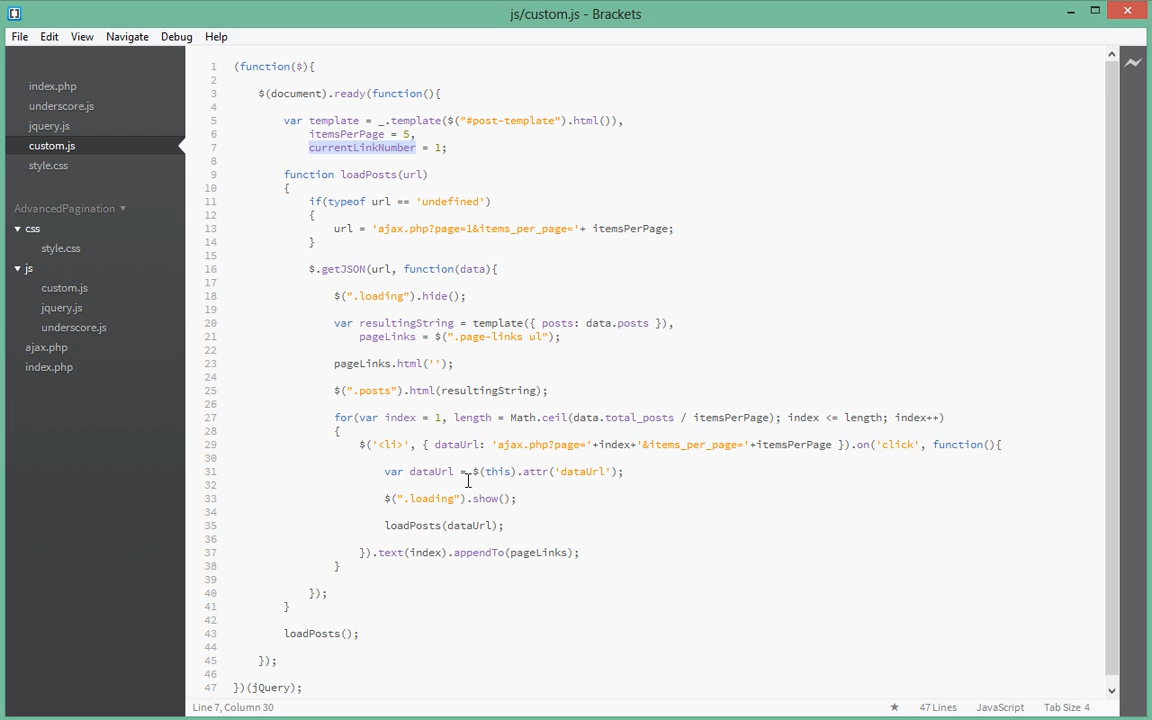 js/custom.js - Brackets
File Edit View Navigate Debug Help
index.php
underscore.js
jquery.js
custom.js
style.css
AdvancedPagination
css
style.css
js
custom.js
jquery.js
underscore.js
ajax.php
index.php
1 (function($){
2
3 $(document).ready(function(){
4
5 var template = _.template($("#post-template").html()),
6 itemsPerPage = 5,
7 currentLinkNumber = 1;
8
9 function loadPosts(url)
10 {
11 if(typeof url == 'undefined')
12 {
13 url = 'ajax.php?page=1&items_per_page='+ itemsPerPage;
14 }
15
16 $.getJSON(url, function(data){
17
18 $(".loading").hide();
19
20 var resultingString = template({ posts: data.posts }),
21 pageLinks = $(".page-links ul");
22
23 pageLinks.html('');
24
25 $(".posts").html(resultingString);
26
27 for(var index = 1, length = Math.ceil(data.total_posts / itemsPerPage); index <= length; index++)
28 {
29 $('<li>', { dataUrl: 'ajax.php?page='+index+'&items_per_page='+itemsPerPage }).on('click', function(){
30
31 var dataUrl = $(this).attr('dataUrl');
32
33 $(".loading").show();
34
35 loadPosts(dataUrl);
36
37 }).text(index).appendTo(pageLinks);
38 }
39
40 });
41 }
42
43 loadPosts();
44
45 });
46
47 })(jQuery);
Line 7, Column 30
47 Lines JavaScript Tab Size 4